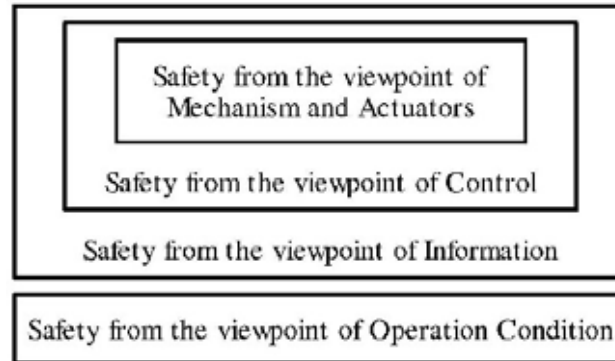 Safety from the viewpoint of
Mechanism and Actuators
Safety from the viewpoint of Control
Safety from the viewpoint of Information
Safety from the viewpoint of Operation Condition